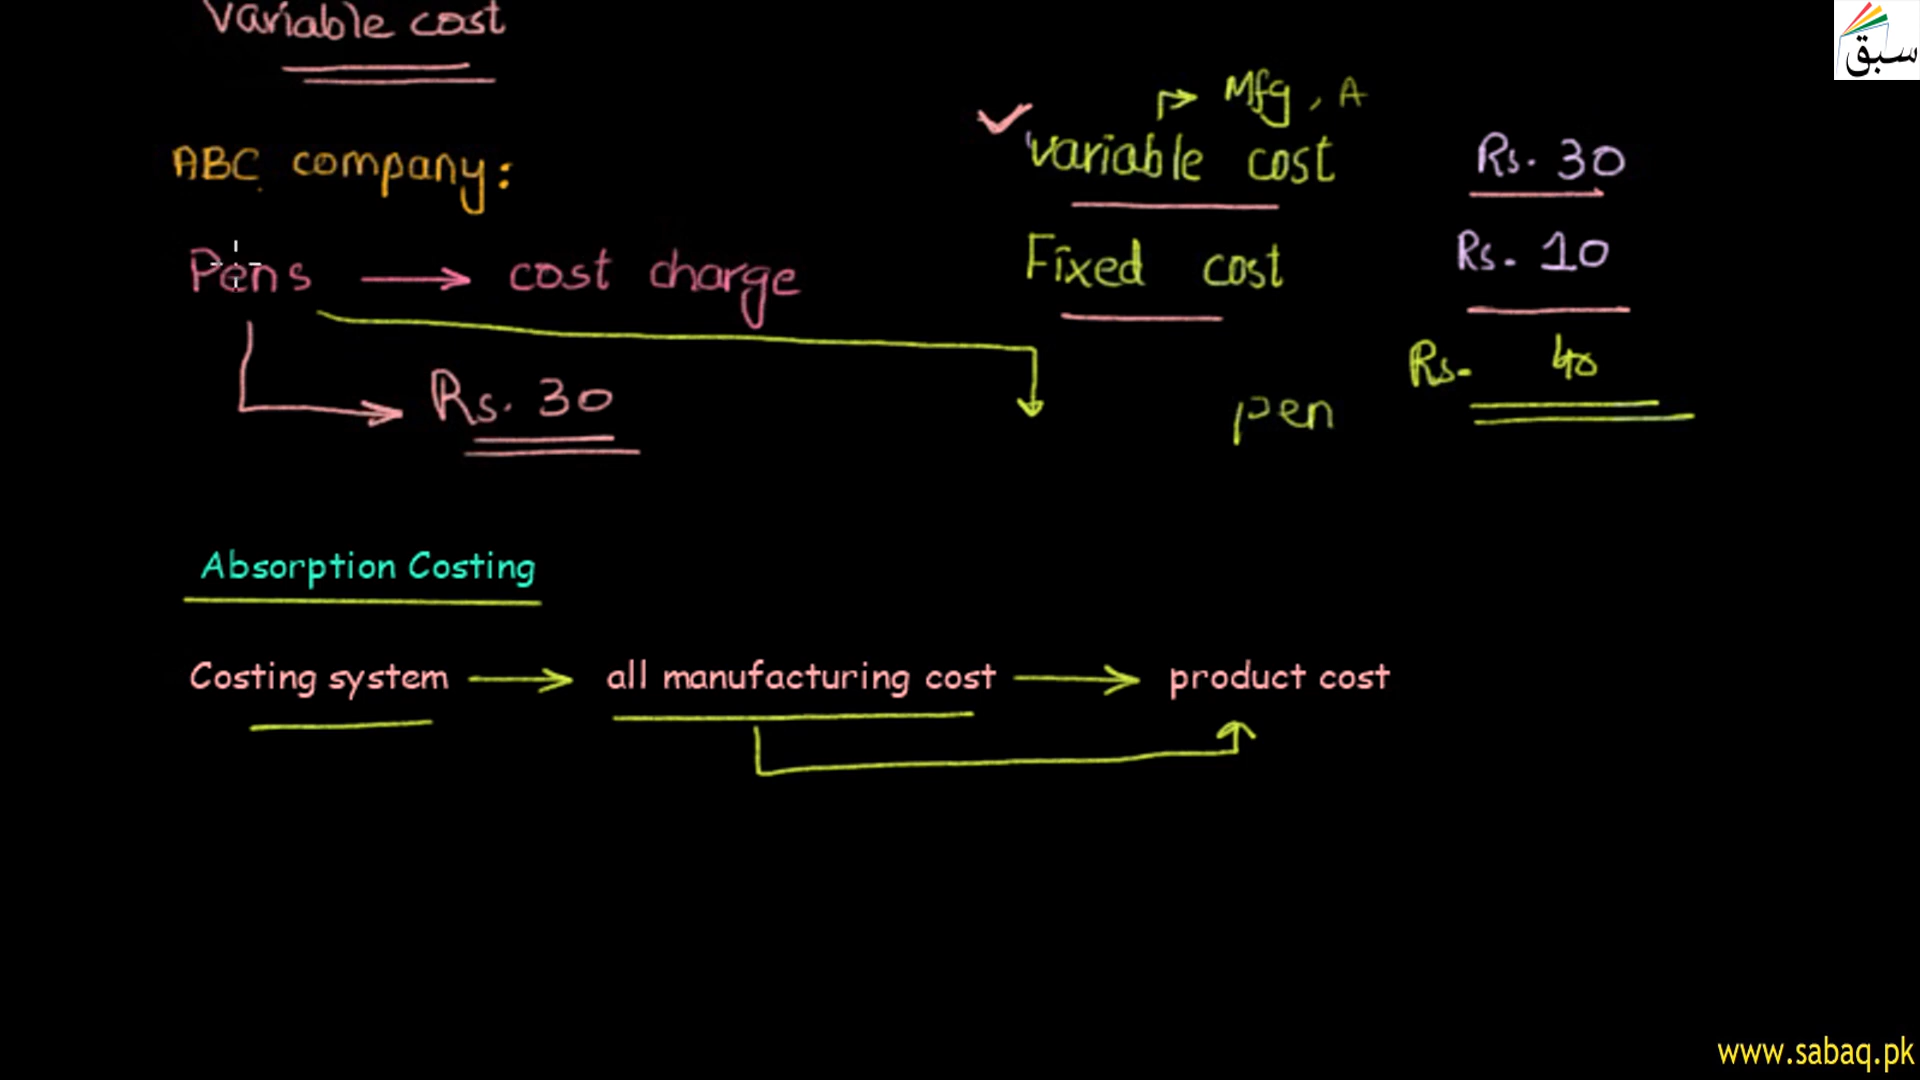 Variable cost
سبق
Mfg, A
ABC company:
variable cost Rs. 30
Pens → cost charge
Fixed cost Rs. 10
Rs. 40
Rs. 30
pen
Absorption Costing
Costing system → all manufacturing cost → product cost
www.sabaq.pk